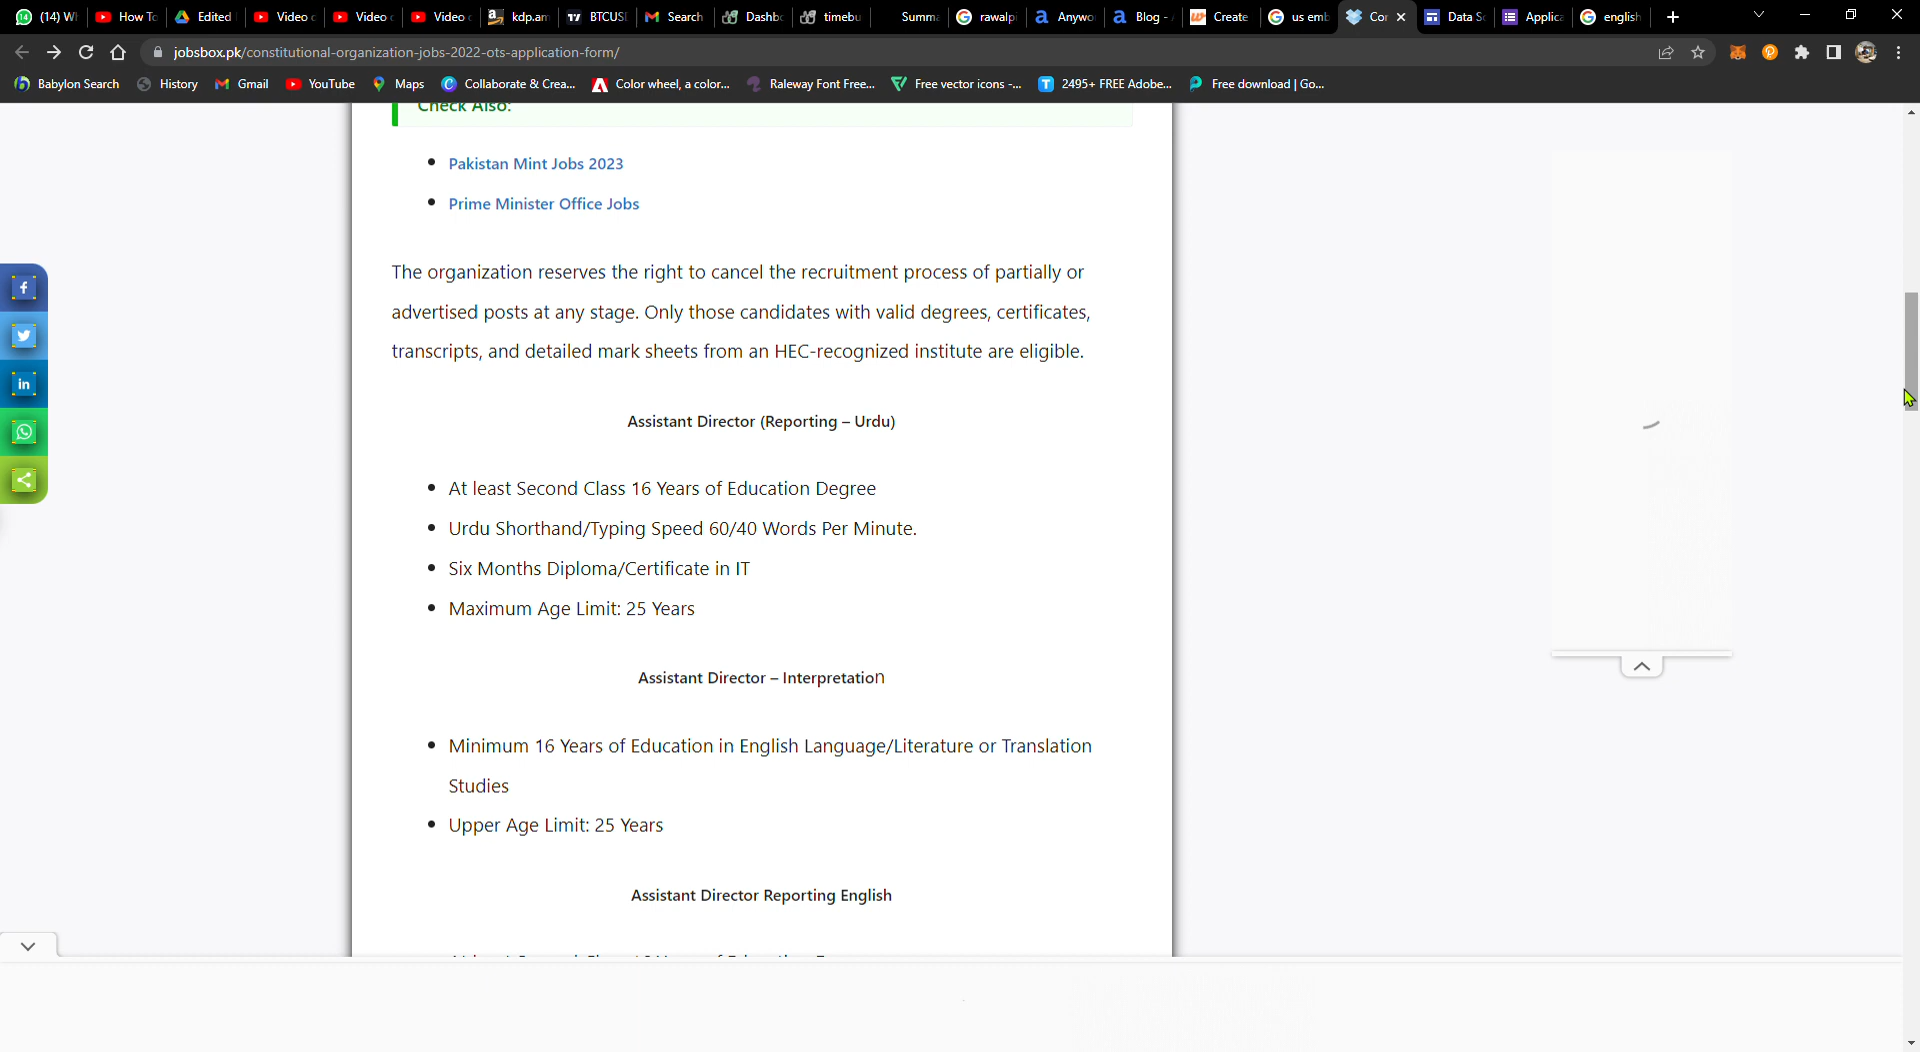 (14) W
How To
Edited
Video c
Video c
Video c
kdp.am
BTCUS
Search
Dashb
timebu
Summ
rawalpi
Anywo
Blog -
Create
us emb
Cor
Data S
Applica
english
jobsbox.pk/constitutional-organization-jobs-2022-ots-application-form/
Babylon Search
History
Gmail
YouTube
Maps
Collaborate & Crea...
Color wheel, a color...
Raleway Font Free...
Free vector icons -...
2495+ FREE Adobe...
Free download | Go...
Check Also:
Pakistan Mint Jobs 2023
Prime Minister Office Jobs
The organization reserves the right to cancel the recruitment process of partially or
advertised posts at any stage. Only those candidates with valid degrees, certificates,
transcripts, and detailed mark sheets from an HEC-recognized institute are eligible.
Assistant Director (Reporting – Urdu)
At least Second Class 16 Years of Education Degree
Urdu Shorthand/Typing Speed 60/40 Words Per Minute.
Six Months Diploma/Certificate in IT
Maximum Age Limit: 25 Years
Assistant Director – Interpretation
Minimum 16 Years of Education in English Language/Literature or Translation
Studies
Upper Age Limit: 25 Years
Assistant Director Reporting English